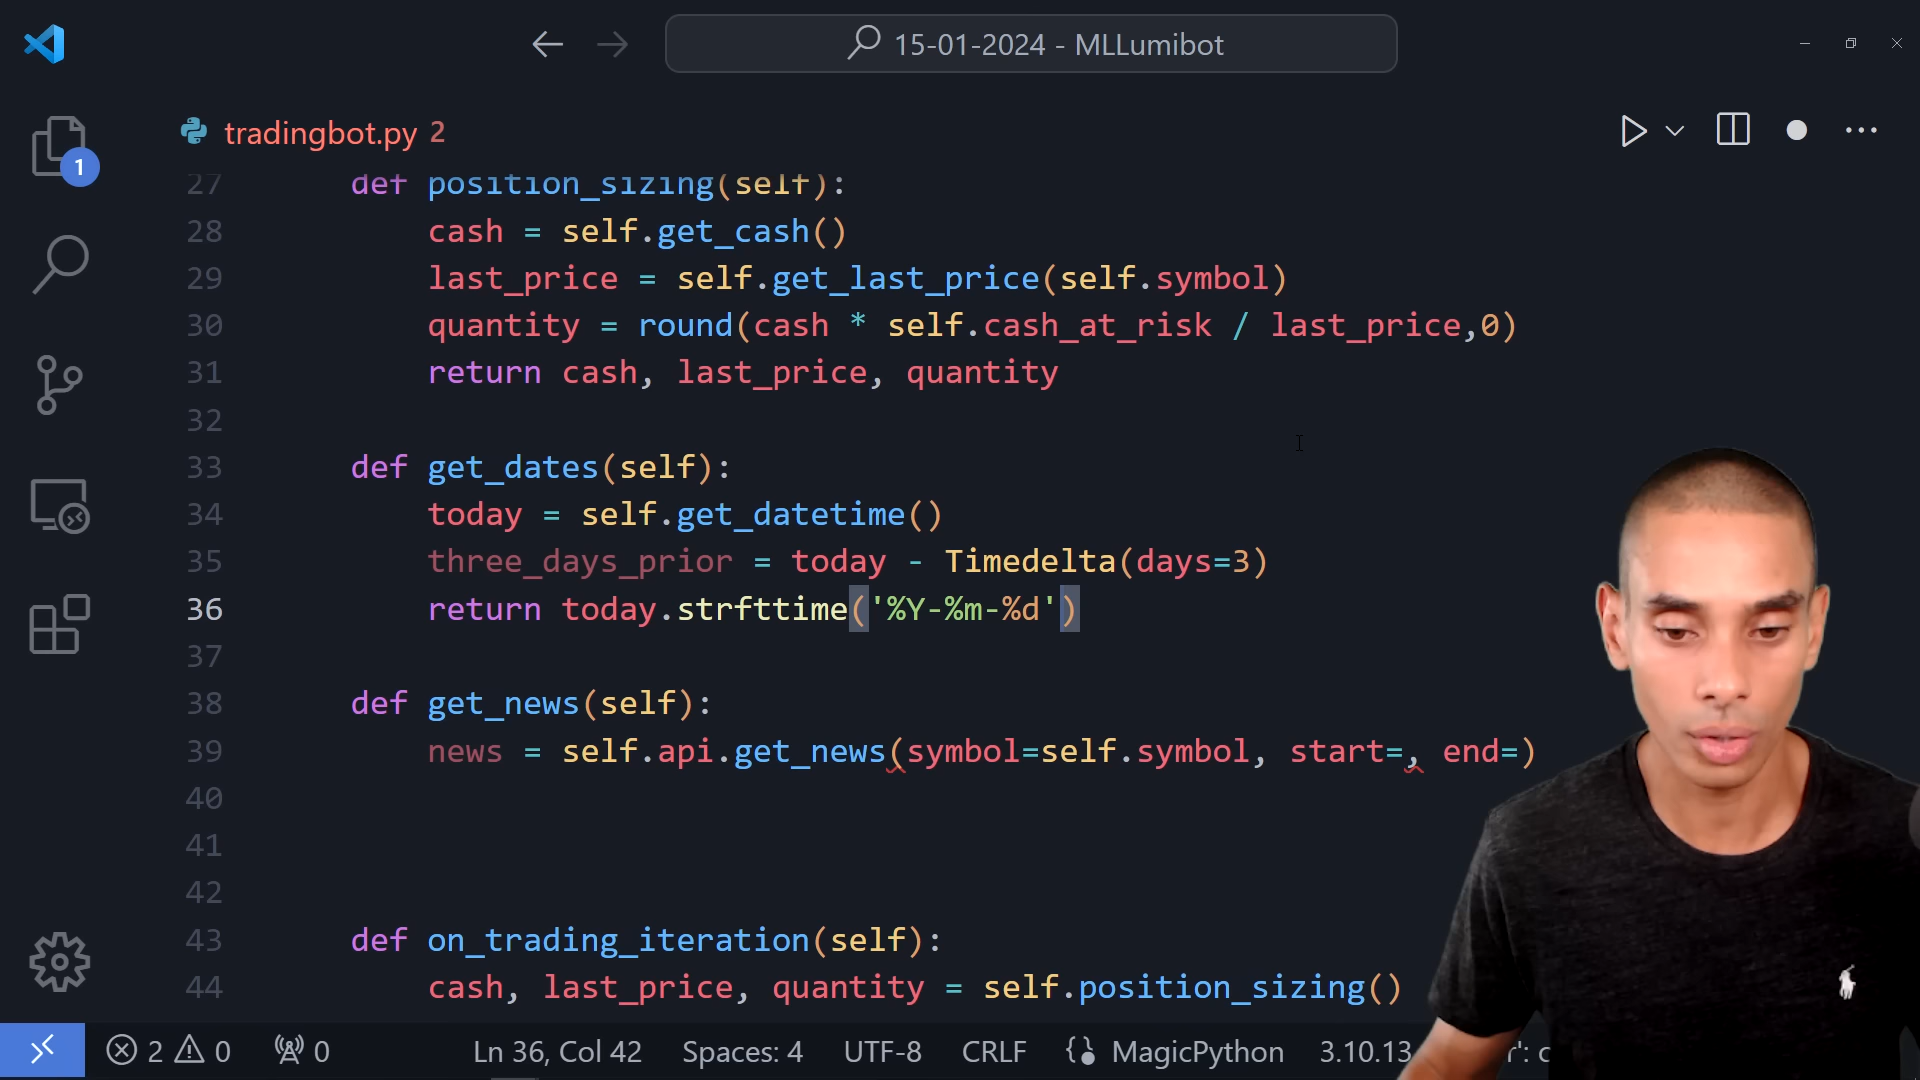 15-01-2024 - MLLumibot
tradingbot.py 2
1
27 def position_sizing(self):
28 cash = self.get_cash()
29 last_price = self.get_last_price(self.symbol)
30 quantity = round(cash * self.cash_at_risk / last_price,0)
31 return cash, last_price, quantity
32
33 def get_dates(self):
34 today = self.get_datetime()
35 three_days_prior = today - Timedelta(days=3)
36 return today.strfttime('%Y-%m-%d')
37
38 def get_news(self):
39 news = self.api.get_news(symbol=self.symbol, start=, end=)
40
41
42
43 def on_trading_iteration(self):
44 cash, last_price, quantity = self.position_sizing()
2 0 0 Ln 36, Col 42 Spaces: 4 UTF-8 CRLF MagicPython 3.10.13